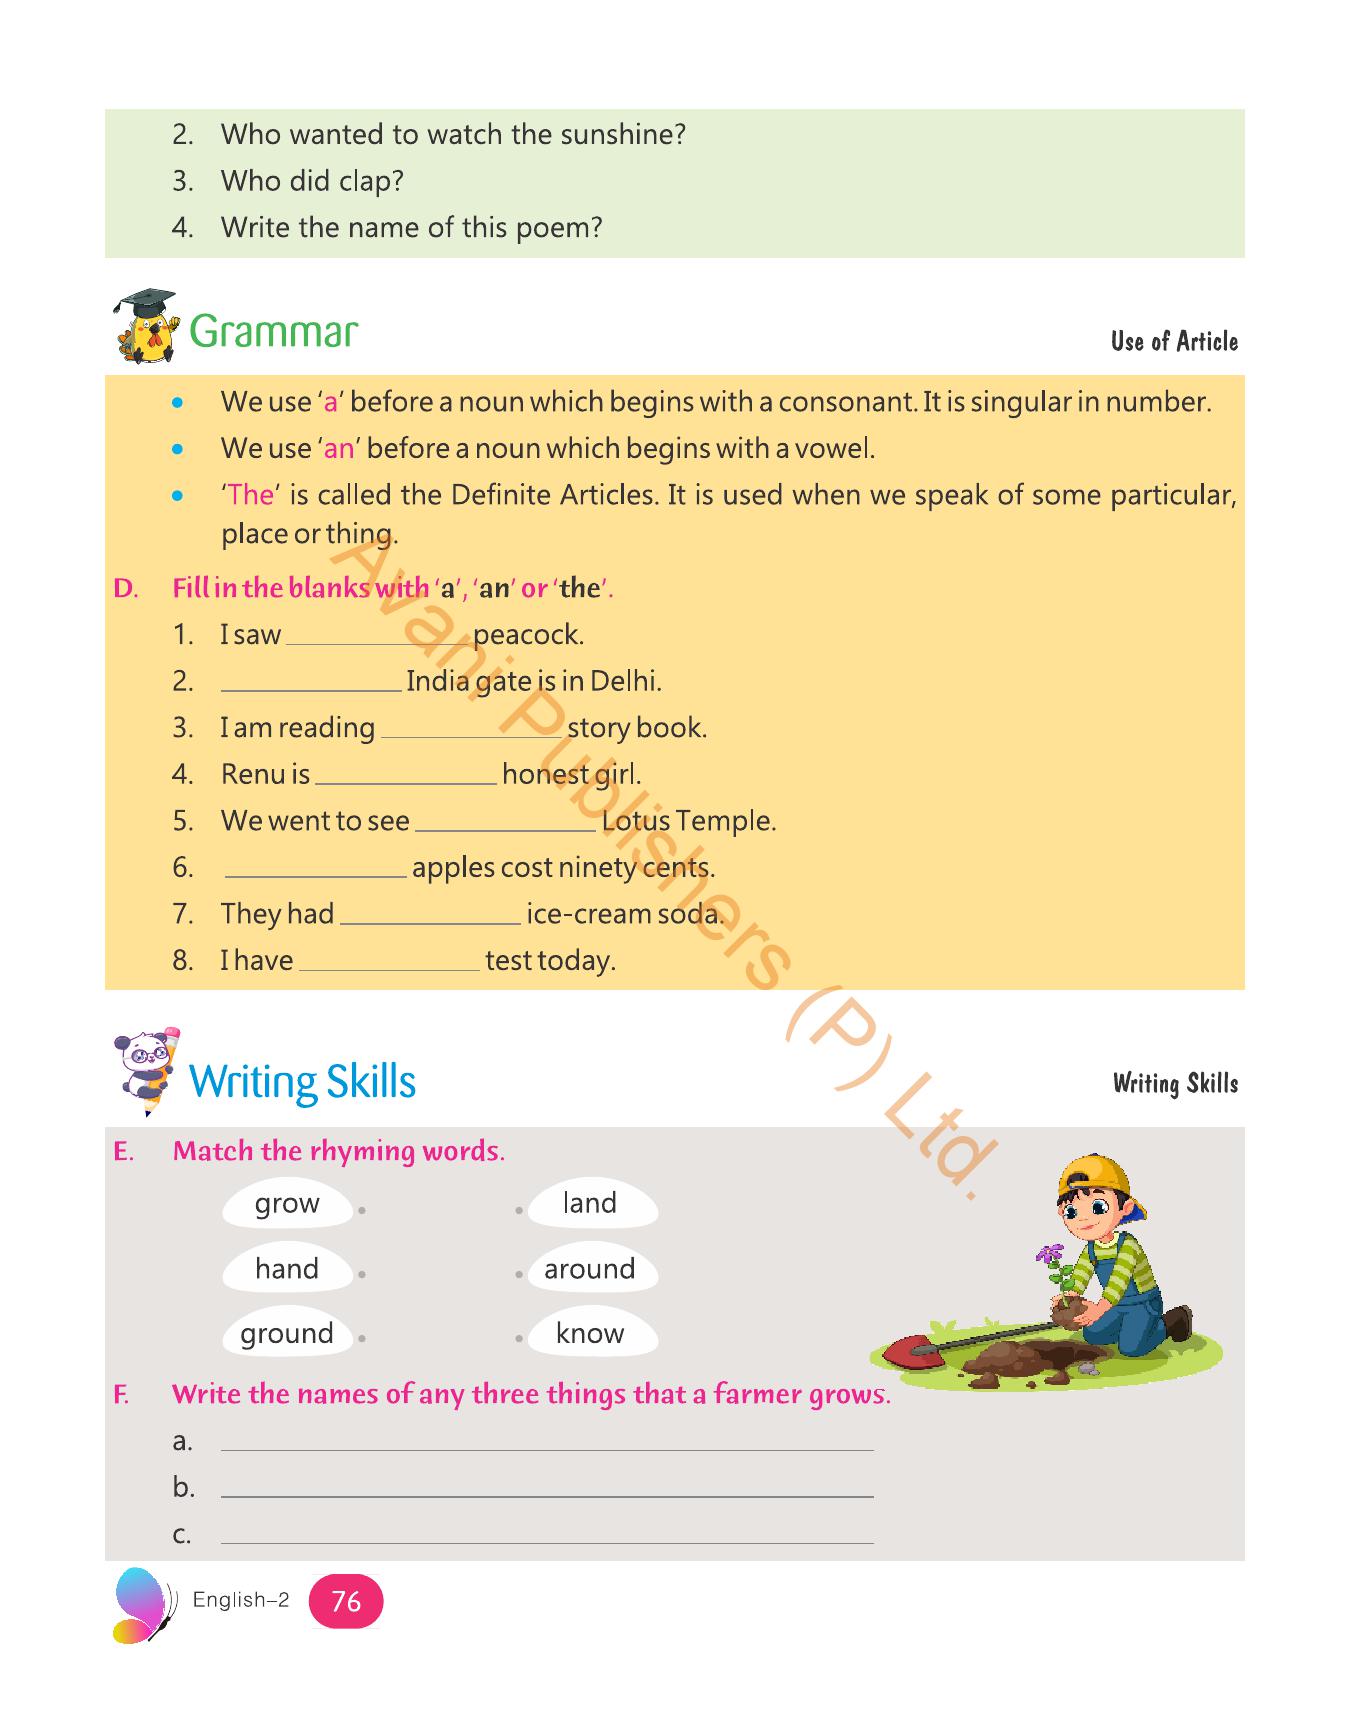 2. Who wanted to watch the sunshine?
3. Who did clap?
4. Write the name of this poem?
Grammar
Use of Article
• We use ‘a’ before a noun which begins with a consonant. It is singular in number.
• We use ‘an’ before a noun which begins with a vowel.
• ‘The’ is called the Definite Articles. It is used when we speak of some particular,
place or thing.
D. Fill in the blanks with ‘a’, ‘an’ or ‘the’.
1. I saw ____________ peacock.
2. ____________ India gate is in Delhi.
3. I am reading ____________ story book.
4. Renu is ____________ honest girl.
5. We went to see ____________ Lotus Temple.
6. ____________ apples cost ninety cents.
7. They had ____________ ice-cream soda.
8. I have ____________ test today.
Avani Publishers (P) Ltd.
Writing Skills
Writing Skills
E. Match the rhyming words.
grow • • land
hand • • around
ground • • know
F. Write the names of any three things that a farmer grows.
a. ____________
b. ____________
c. ____________
English–2 76